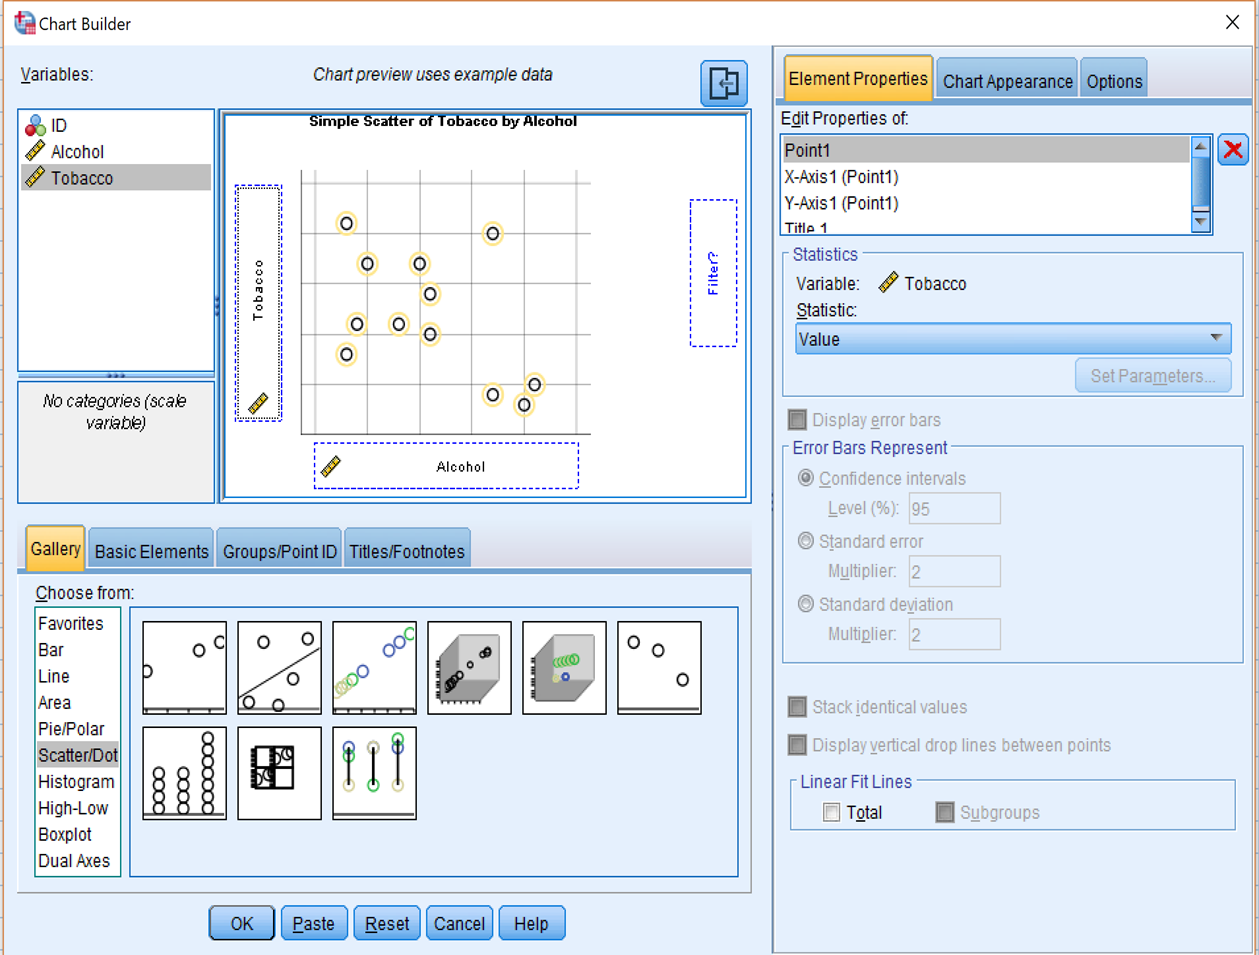 Chart Builder
Variables:
Chart preview uses example data
ID
Alcohol
Tobacco
No categories (scale
variable)
Simple Scatter of Tobacco by Alcohol
Tobacco
Filter?
Alcohol
Gallery
Basic Elements
Groups/Point ID
Titles/Footnotes
Choose from:
Favorites
Bar
Line
Area
Pie/Polar
Scatter/Dot
Histogram
High-Low
Boxplot
Dual Axes
OK
Paste
Reset
Cancel
Help
Element Properties
Chart Appearance
Options
Edit Properties of:
Point1
X-Axis1 (Point1)
Y-Axis1 (Point1)
Title 1
Statistics
Variable: Tobacco
Statistic:
Value
Set Parameters...
Display error bars
Error Bars Represent
Confidence intervals
Level (%): 95
Standard error
Multiplier: 2
Standard deviation
Multiplier: 2
Stack identical values
Display vertical drop lines between points
Linear Fit Lines
Total
Subgroups